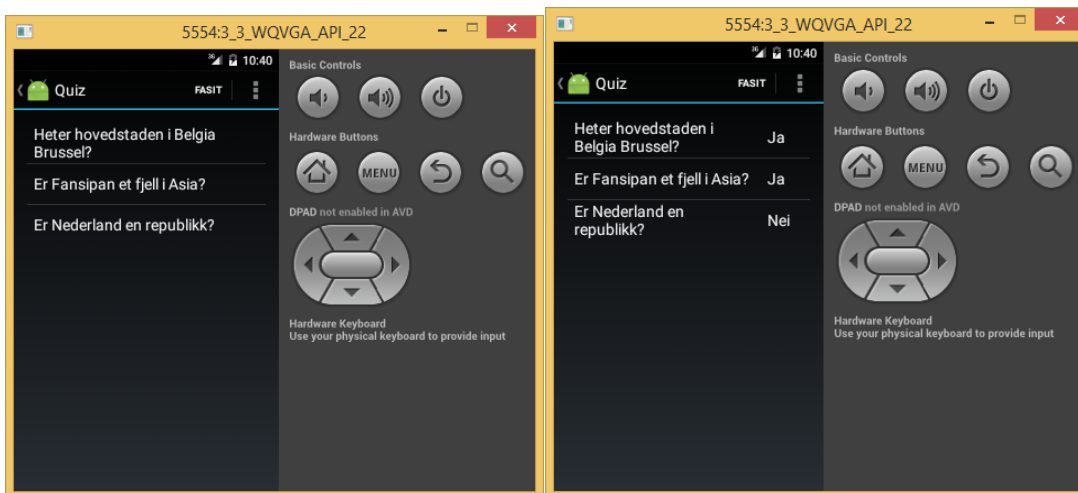 5554:3_3_WQVGA_API_22
36 10:40
Quiz FASIT
Heter hovedstaden i Belgia
Brussel?
Er Fansipan et fjell i Asia?
Er Nederland en republikk?
Basic Controls
Hardware Buttons
MENU
DPAD not enabled in AVD
Hardware Keyboard
Use your physical keyboard to provide input
5554:3_3_WQVGA_API_22
36 10:40
Quiz FASIT
Heter hovedstaden i
Belgia Brussel? Ja
Er Fansipan et fjell i Asia? Ja
Er Nederland en
republikk? Nei
Basic Controls
Hardware Buttons
MENU
DPAD not enabled in AVD
Hardware Keyboard
Use your physical keyboard to provide input